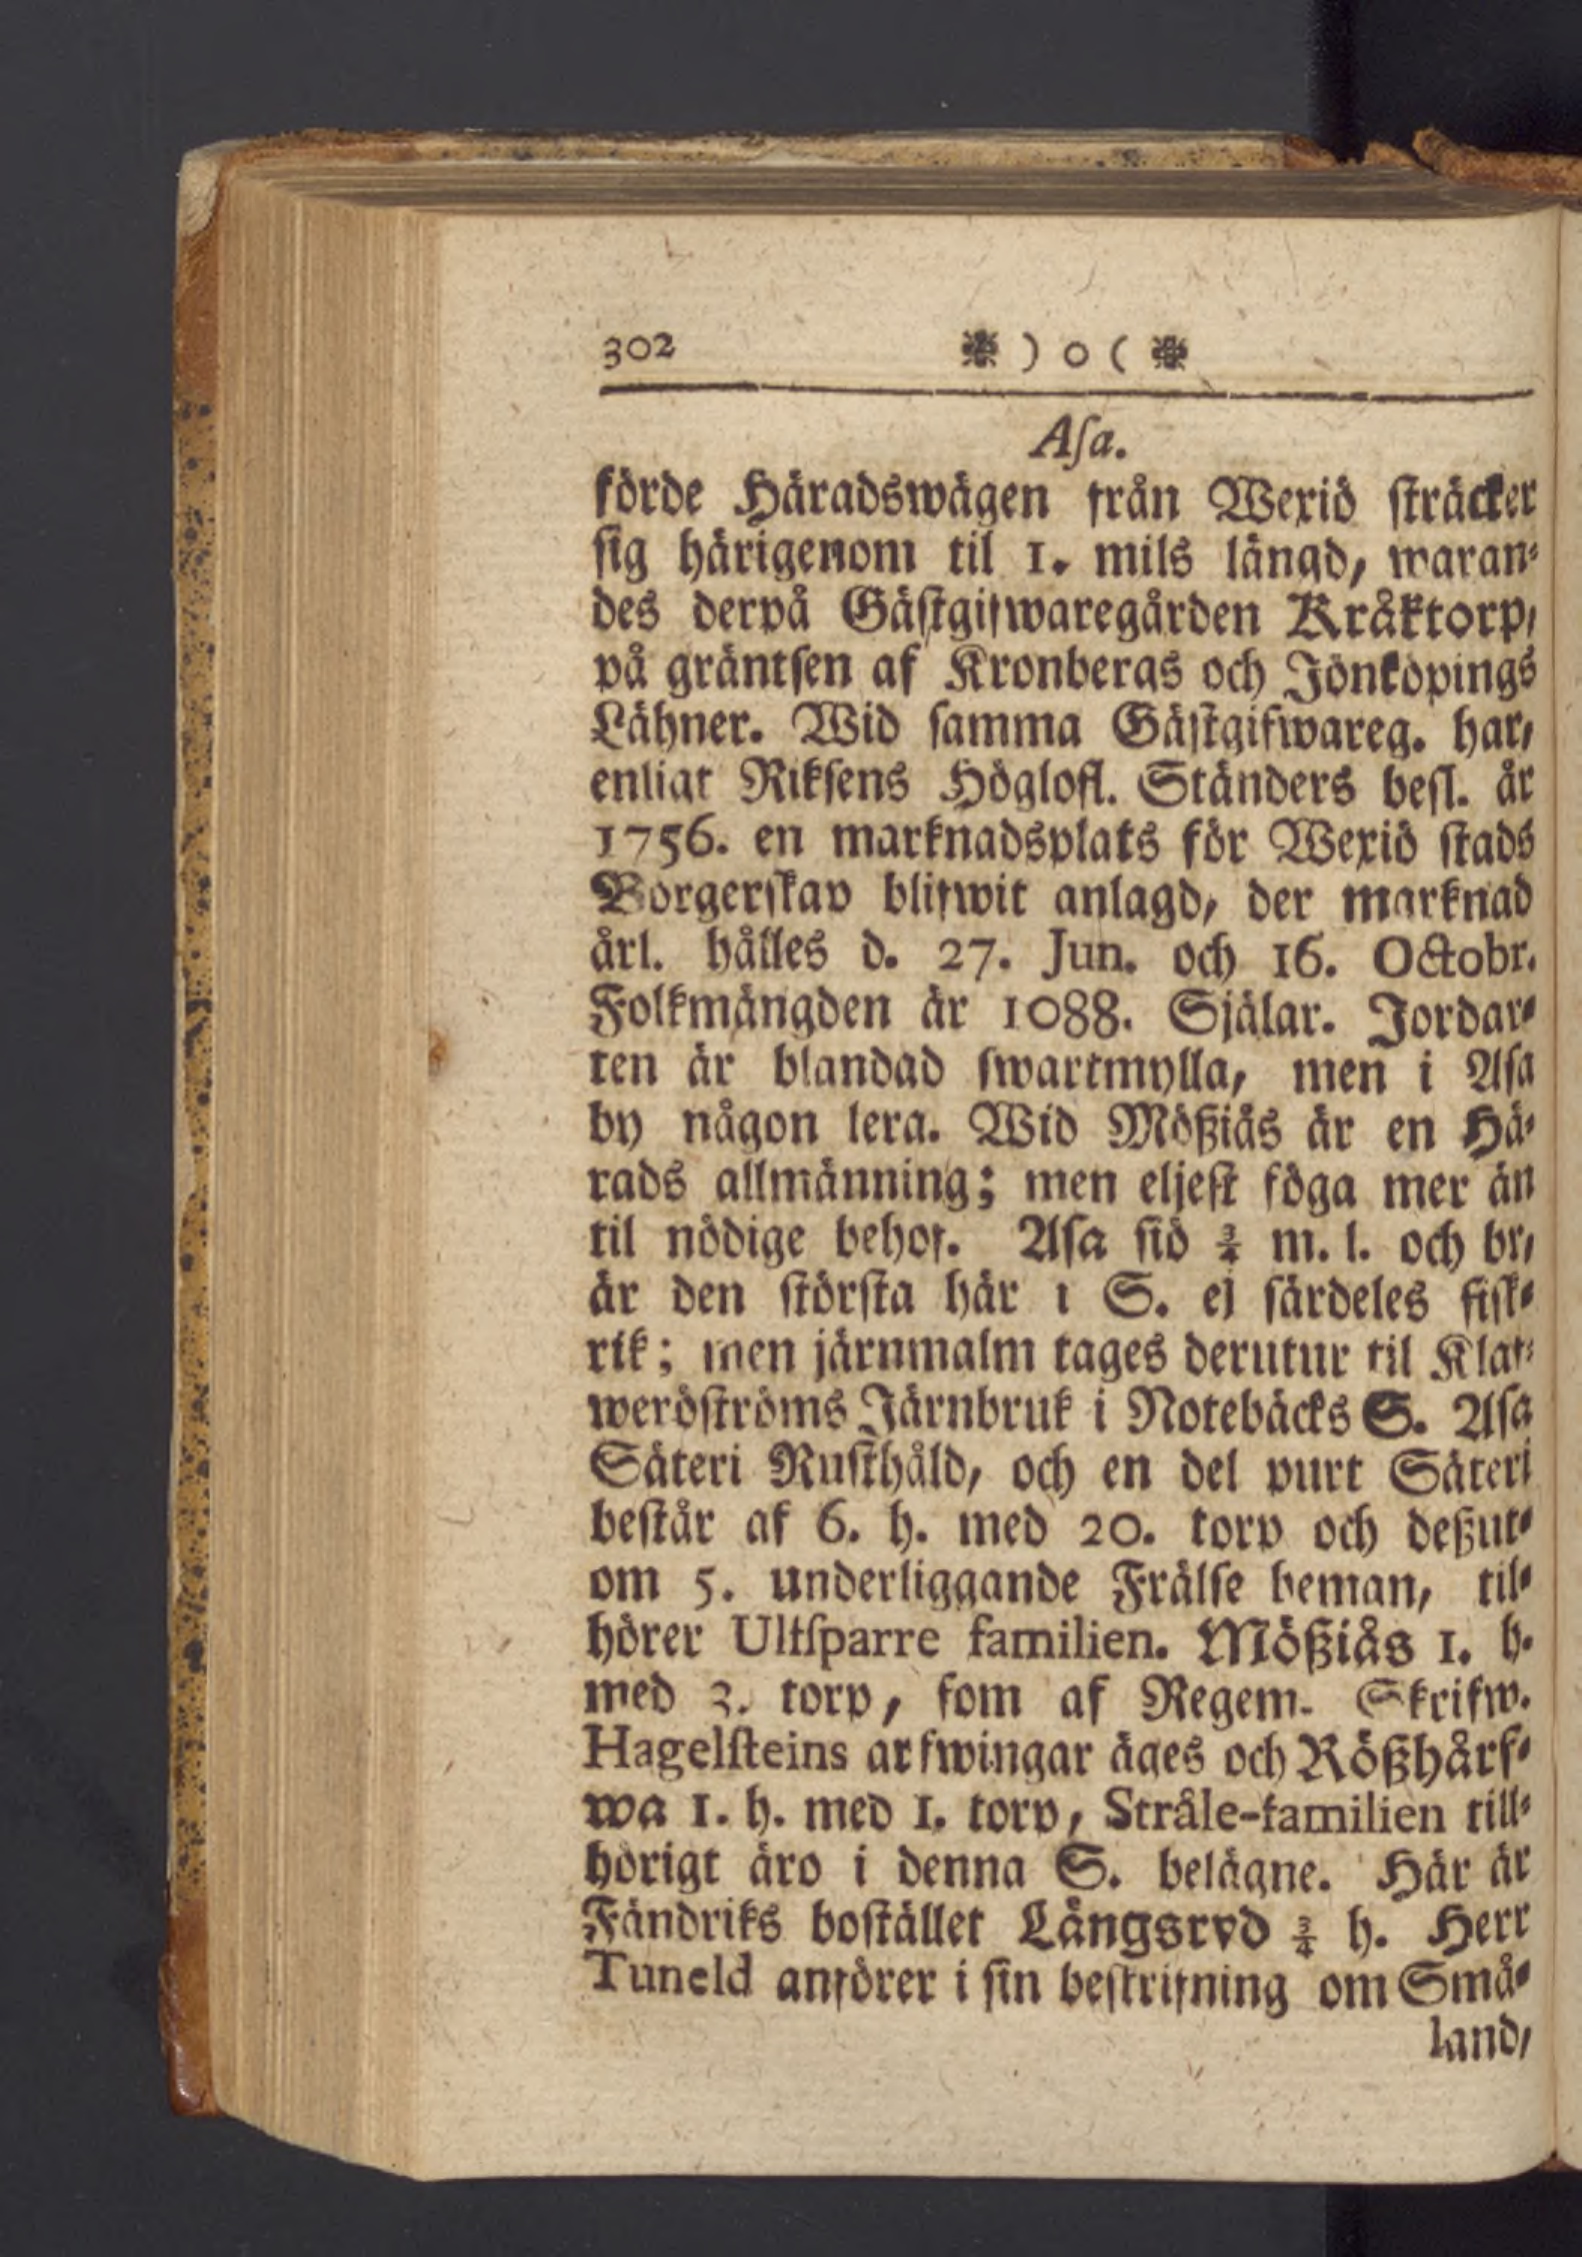 302 ❋ ) o ( ❋
Aſa.
förde Häradswägen från Wexiö ſträcker
ſig härigenom til 1. mils längd, waran⸗
des derpå Gäſtgifwaregården Kråktorp,
på gräntſen af Kronbergs och Jönköpings
Lähner. Wid ſamma Gäſtgifwareg. har,
enligt Rikſens Höglofl. Ständers beſl. år
1756. en marknadsplats för Wexiö ſtads
Borgerſkap blifwit anlagd, der marknad
årl. hålles d. 27. Jun. och 16. Octobr.
Folkmängden är 1088. Själar. Jordar⸗
ten är blandad ſwartmylla, men i Aſa
by någon lera. Wid Mößiås är en Hä⸗
rads allmänning; men eljeſt föga mer än
til nödige behof. Aſa ſiö ¾ m. l. och br,
är den ſtörſta här i S. ej ſärdeles fiſk⸗
rik; men järnmalm tages derutur til Klaf⸗
weröſtröms Järnbruk i Notebäcks S. Aſa
Säteri Ruſthåld, och en del purt Säteri
beſtår af 6. h. med 20. torp och deßut⸗
om 5. underliggande Frälſe heman, til⸗
hörer Ulfſparre familien. Mößiås 1. h.
med 3. torp, ſom af Regem. Skrifw.
Hagelſteins arfwingar äges och Rößhårf⸗
wa 1. h. med 1. torp, Stråle-familien till⸗
hörigt äro i denna S. belägne. Här är
Fändriks boſtället Långsryd ¾ h. Herr
Tuneld anförer i ſin beſkrifning om Små⸗
land,